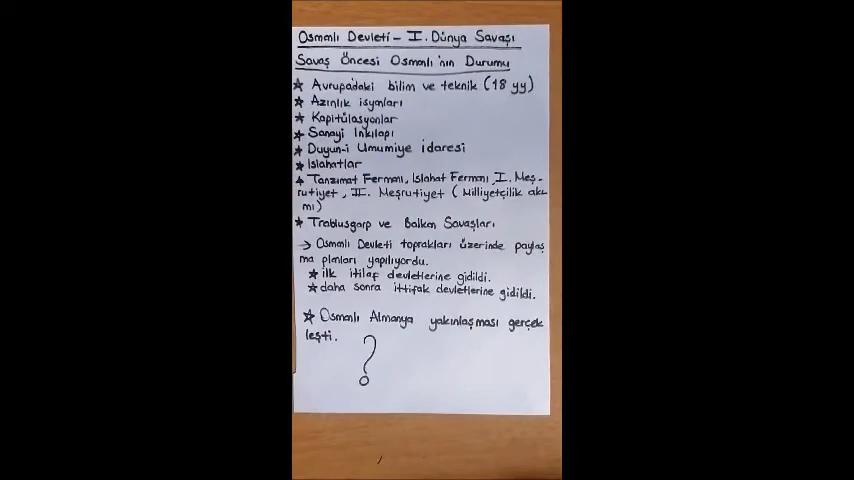 Osmanlı Devleti - I. Dünya Savaşı
Savaş Öncesi Osmanlı'nın Durumu
* Avrupadaki bilim ve teknik (18 yy)
* Azınlık isyanları
* Kapitülasyonlar
* Sanayi İnkılapı
* Duyun-i Umumiye idaresi
* Islahatlar
* Tanzimat Fermanı, Islahat Fermanı, I. Meş-
rutiyet, II. Meşrutiyet (Milliyetçilik akı
mı)
* Trablusgarp ve Balkan Savaşları
→ Osmanlı Devleti toprakları üzerinde paylaş
ma planları yapılıyordu.
* ilk itilaf devletlerine gidildi.
* daha sonra ittifak devletlerine gidildi.
* Osmanlı Almanya yakınlaşması gerçek
leşti.
?